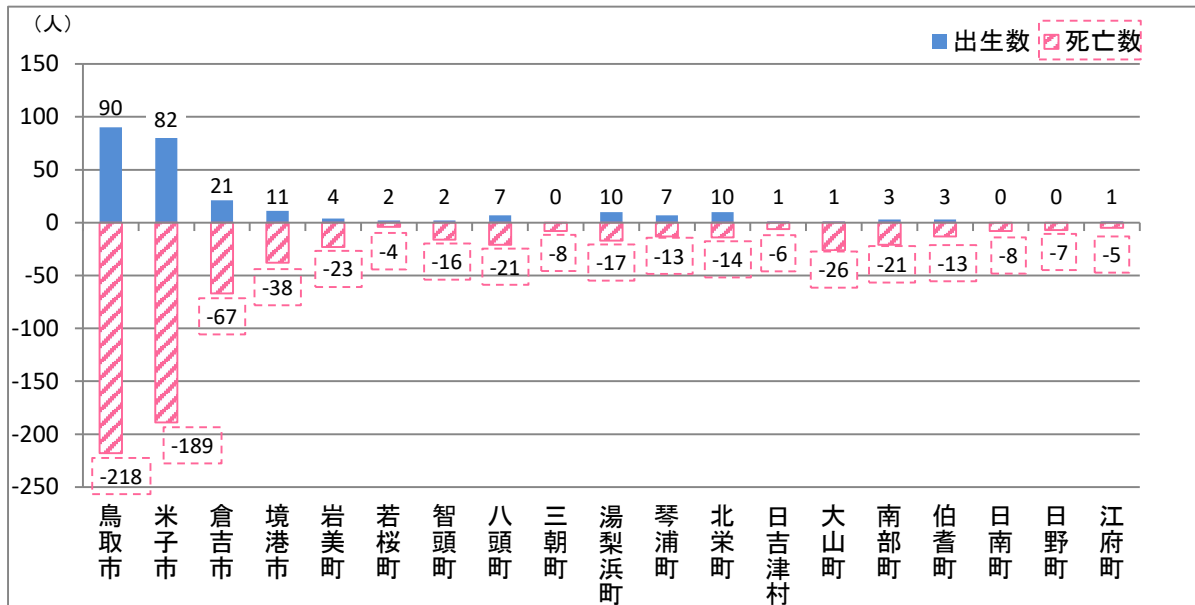 （人）
出生数 死亡数
150
100
50
0
-50
-100
-150
-200
-250
90 82 21 11 4 2 2 7 0 10 7 10 1 1 3 3 0 0 1
-218 -189 -67 -38 -23 -4 -16 -21 -8 -17 -13 -14 -6 -26 -21 -13 -8 -7 -5
鳥取市
米子市
倉吉市
境港市
岩美町
若桜町
智頭町
八頭町
三朝町
湯梨浜町
琴浦町
北栄町
日吉津村
大山町
南部町
伯耆町
日南町
日野町
江府町